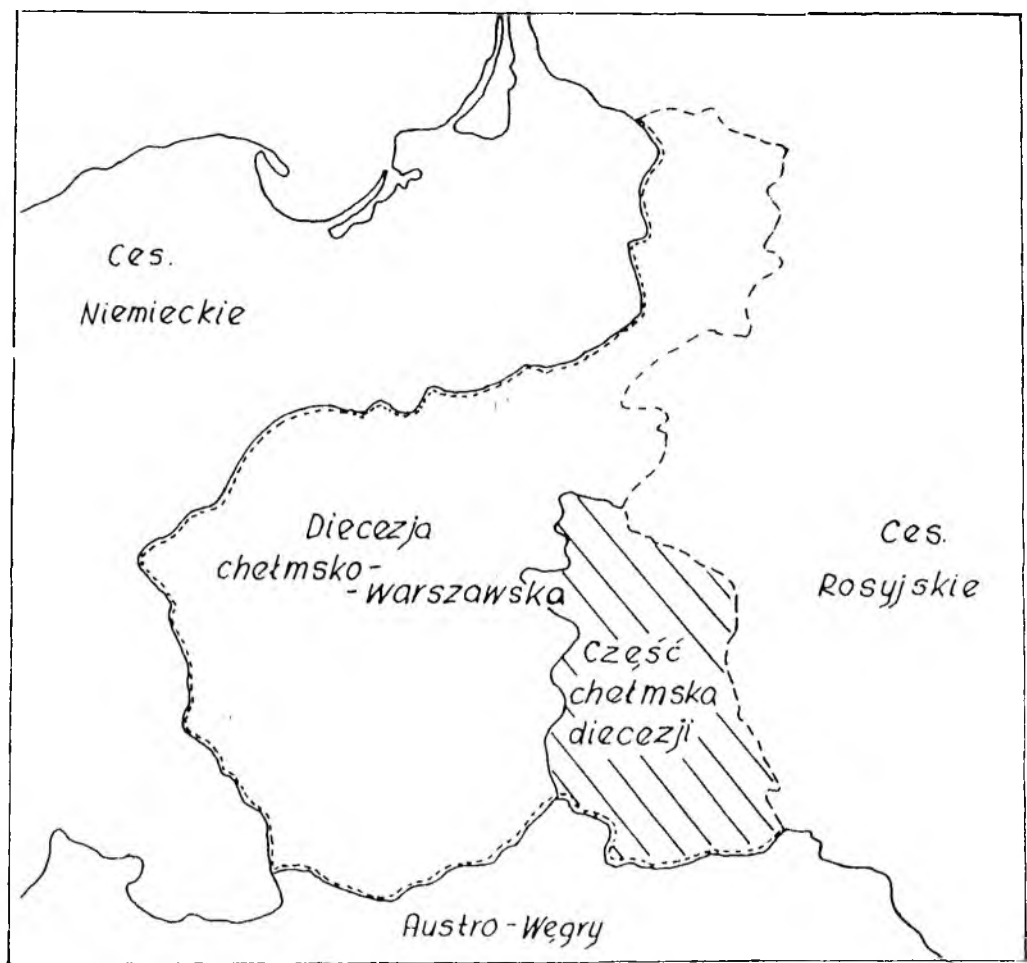 Ces.
Niemieckie
Diecezja
chełmsko-
-warszawska
Ces.
Rosyjskie
Część
chełmska
diecezji
Austro-Węgry